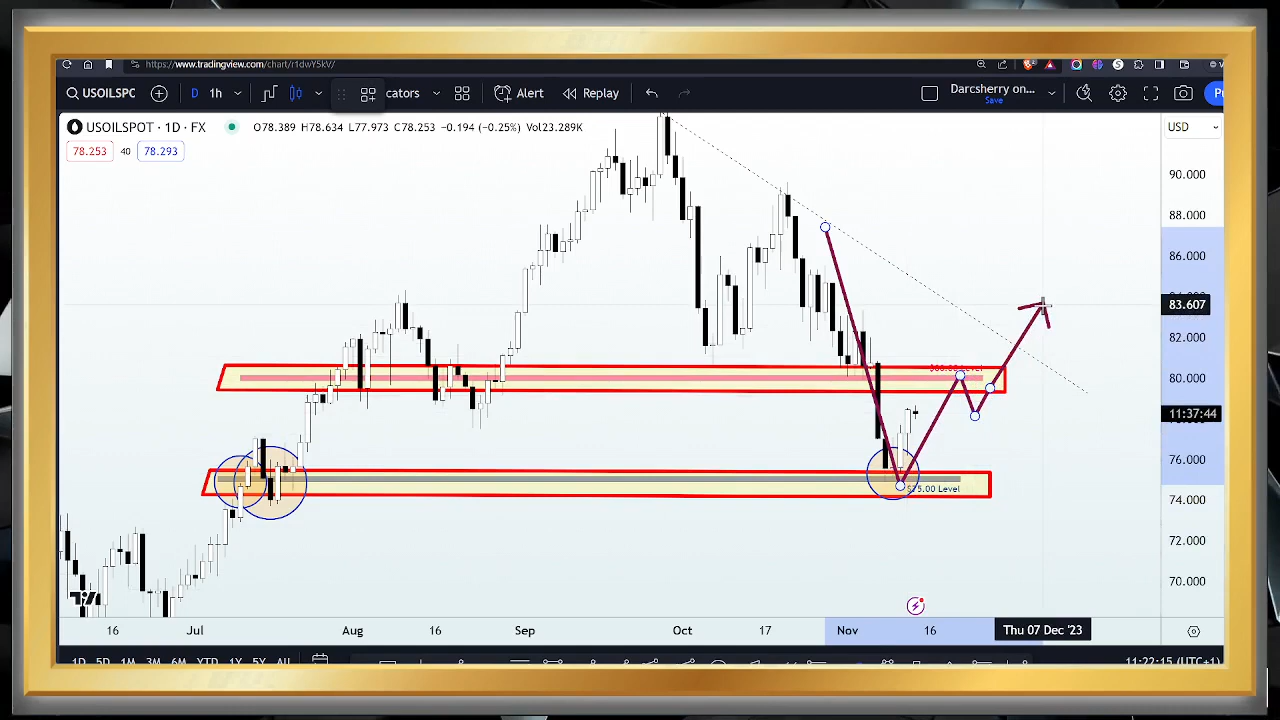 https://www.tradingview.com/chart/r1dwY5kV/
USOILSPC D 1h cators Alert Replay Darsherry on...
Save
USOILSPOT · 1D · FX O78.389 H78.634 L77.973 C78.253 −0.194 (−0.25%) Vol23.289K USD
78.253 40 78.293
90.000
88.000
86.000
83.607
82.000
80.000
11:37:44
76.000
$75.00 Level
74.000
72.000
70.000
16 Jul Aug 16 Sep Oct 17 Nov 16 Thu 07 Dec '23
1D 5D 1M 3M 6M YTD 1Y 5Y All 11:22:15 (UTC+1)